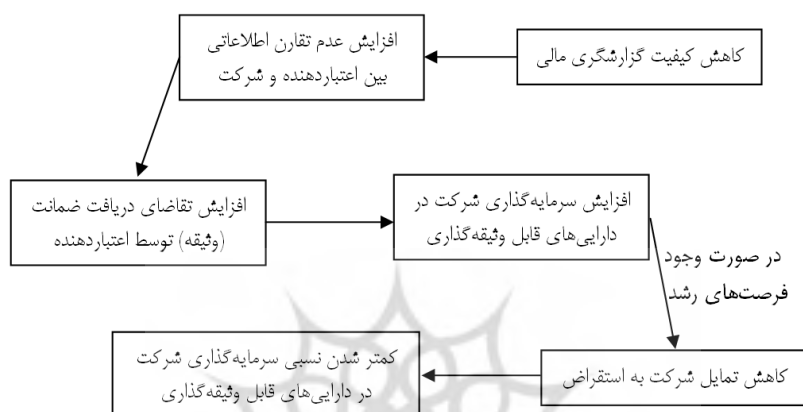 کاهش کیفیت گزارشگری مالی
افزایش عدم تقارن اطلاعاتی
بین اعتباردهنده و شرکت
افزایش تقاضای دریافت ضمانت
(وثیقه) توسط اعتباردهنده
افزایش سرمایه‌گذاری شرکت در
دارایی‌های قابل وثیقه‌گذاری
در صورت وجود
فرصت‌های رشد
کاهش تمایل شرکت به استقراض
کمتر شدن نسبی سرمایه‌گذاری شرکت
در دارایی‌های قابل وثیقه‌گذاری